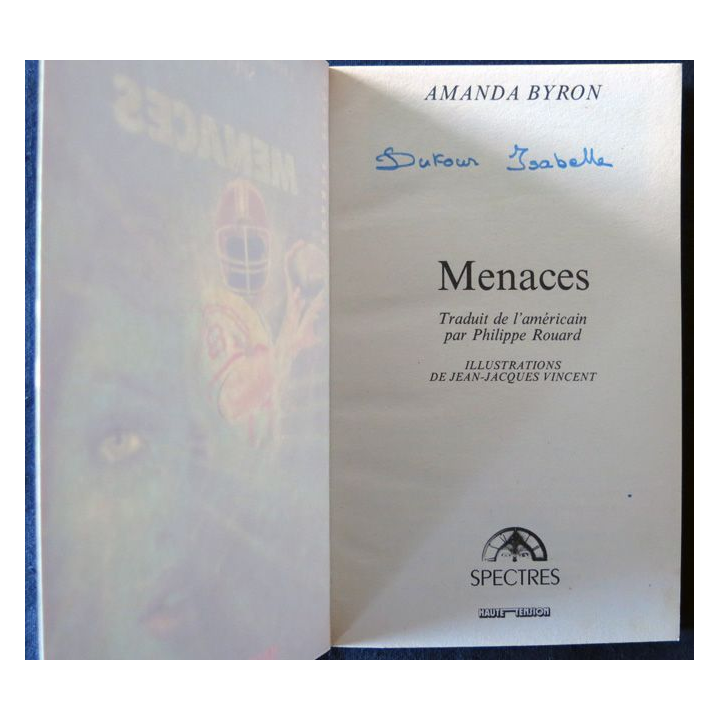 MENACES
AMANDA BYRON
Dufour Isabelle
Menaces
Traduit de l'américain
par Philippe Rouard
ILLUSTRATIONS
DE JEAN-JACQUES VINCENT
SPECTRES
HAUTE TENSION